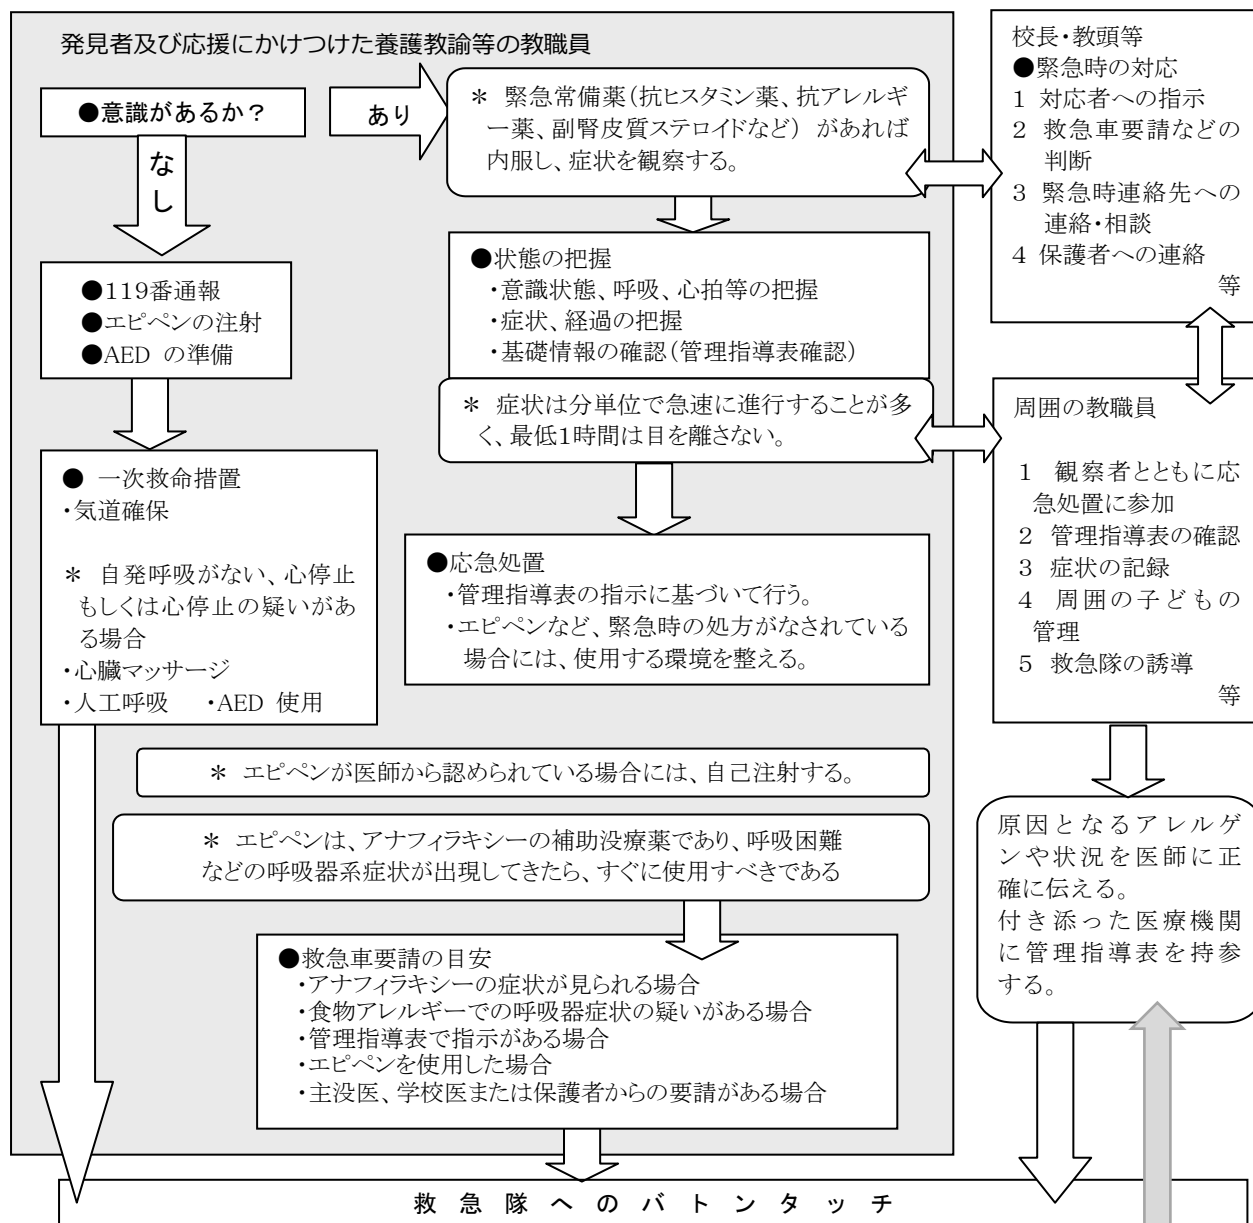 発見者及び応援にかけつけた養護教諭等の教職員
●意識があるか?
あり
なし
＊ 緊急常備薬(抗ヒスタミン薬、抗アレルギ
ー薬、副腎皮質ステロイドなど) があれば
内服し、症状を観察する。
●状態の把握
・意識状態、呼吸、心拍等の把握
・症状、経過の把握
・基礎情報の確認(管理指導表確認)
＊ 症状は分単位で急速に進行することが多
く、最低1時間は目を離さない。
●応急処置
・管理指導表の指示に基づいて行う。
・エピペンなど、緊急時の処方がなされている
場合には、使用する環境を整える。
●119番通報
●エピペンの注射
●AED の準備
● 一次救命措置
・気道確保
＊ 自発呼吸がない、心停止
もしくは心停止の疑いがあ
る場合
・心臓マッサージ
・人工呼吸 ・AED 使用
＊ エピペンが医師から認められている場合には、自己注射する。
＊ エピペンは、アナフィラキシーの補助没療薬であり、呼吸困難
などの呼吸器系症状が出現してきたら、すぐに使用すべきである
●救急車要請の目安
・アナフィラキシーの症状が見られる場合
・食物アレルギーでの呼吸器症状の疑いがある場合
・管理指導表で指示がある場合
・エピペンを使用した場合
・主没医、学校医または保護者からの要請がある場合
校長・教頭等
●緊急時の対応
1 対応者への指示
2 救急車要請などの
判断
3 緊急時連絡先への
連絡・相談
4 保護者への連絡
等
周囲の教職員
1 観察者とともに応
急処置に参加
2 管理指導表の確認
3 症状の記録
4 周囲の子どもの
管理
5 救急隊の誘導
等
原因となるアレルゲ
ンや状況を医師に正
確に伝える。
付き添った医療機関
に管理指導表を持参
する。
救急隊へのバトンタッチ